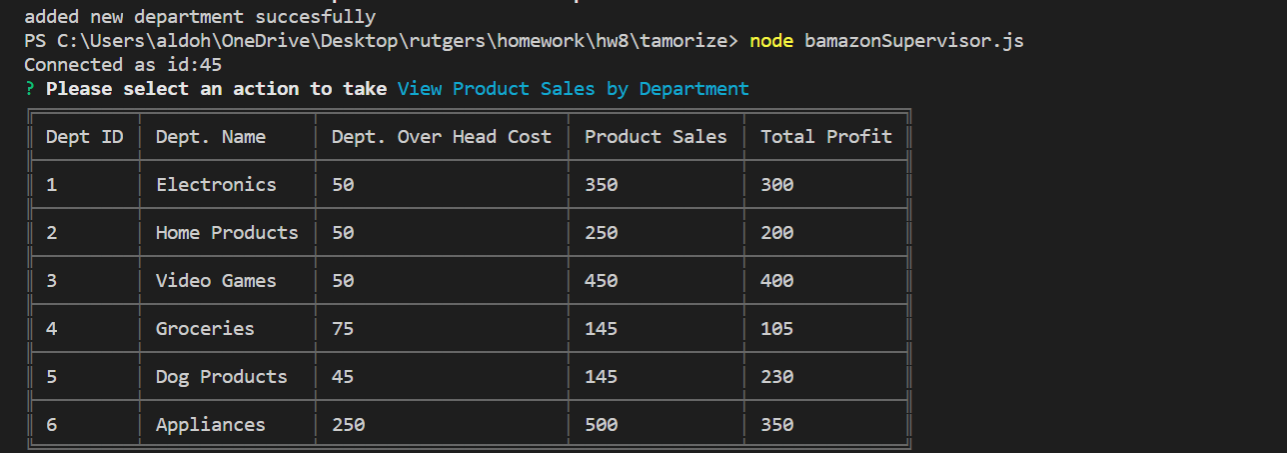 added new department succesfully
PS C:\Users\aldoh\OneDrive\Desktop\rutgers\homework\hw8\tamorize> node bamazonSupervisor.js
Connected as id:45
? Please select an action to take View Product Sales by Department
Dept ID Dept. Name Dept. Over Head Cost Product Sales Total Profit
1 Electronics 50 350 300
2 Home Products 50 250 200
3 Video Games 50 450 400
4 Groceries 75 145 105
5 Dog Products 45 145 230
6 Appliances 250 500 350